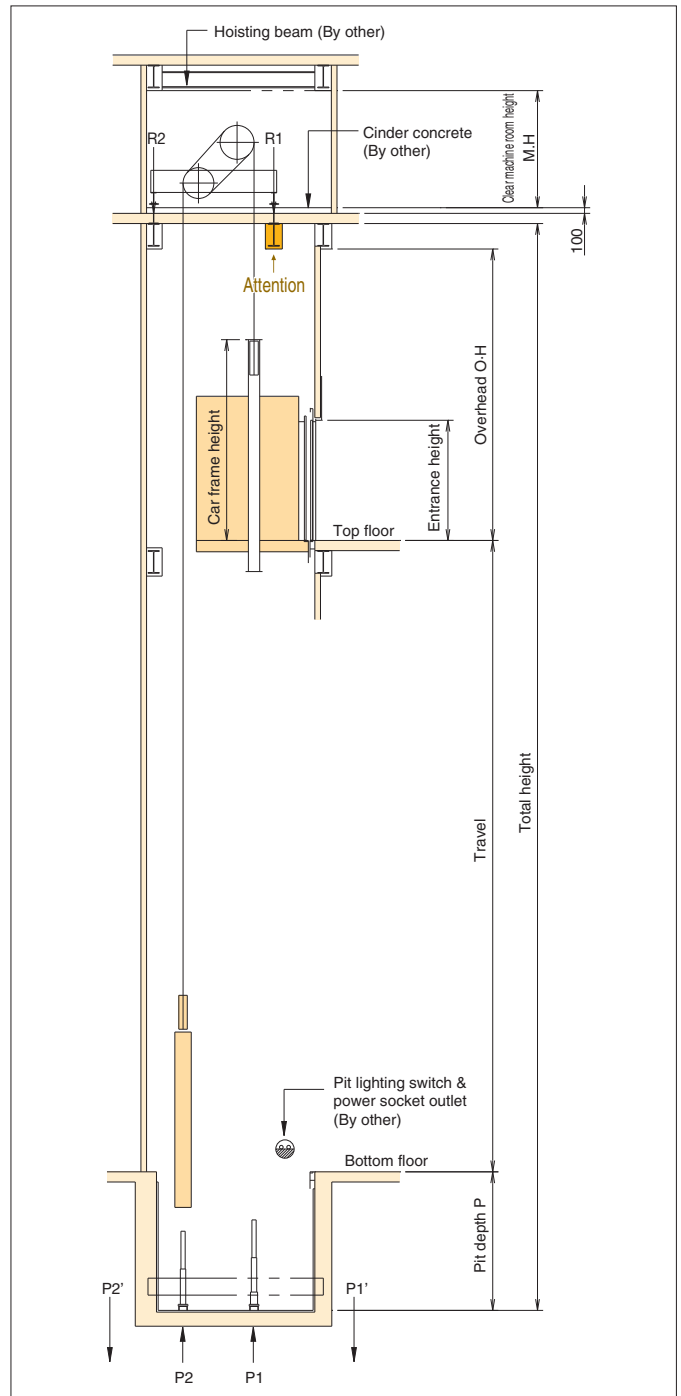 Hoisting beam (By other)
R2
R1
Cinder concrete
(By other)
Clear machine room height
M.H
100
Attention
Car frame height
Entrance height
Overhead O·H
Top floor
Travel
Total height
Pit lighting switch &
power socket outlet
(By other)
Bottom floor
Pit depth P
P2'
P1'
P2
P1